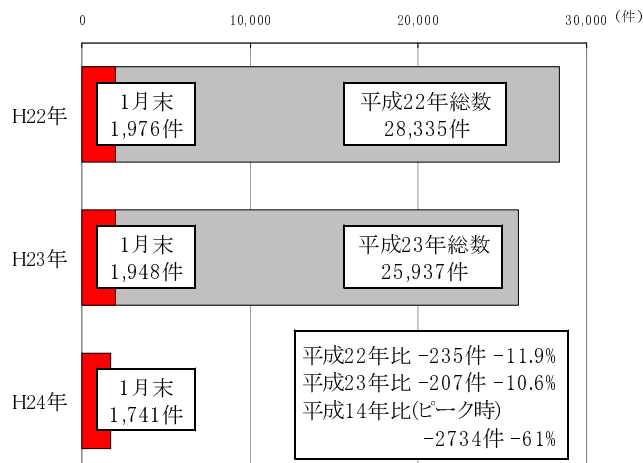 0 10,000 20,000 30,000 (件)
H22年
1月末
1,976件
平成22年総数
28,335件
H23年
1月末
1,948件
平成23年総数
25,937件
H24年
1月末
1,741件
平成22年比 -235件 -11.9%
平成23年比 -207件 -10.6%
平成14年比(ピーク時)
-2734件 -61%